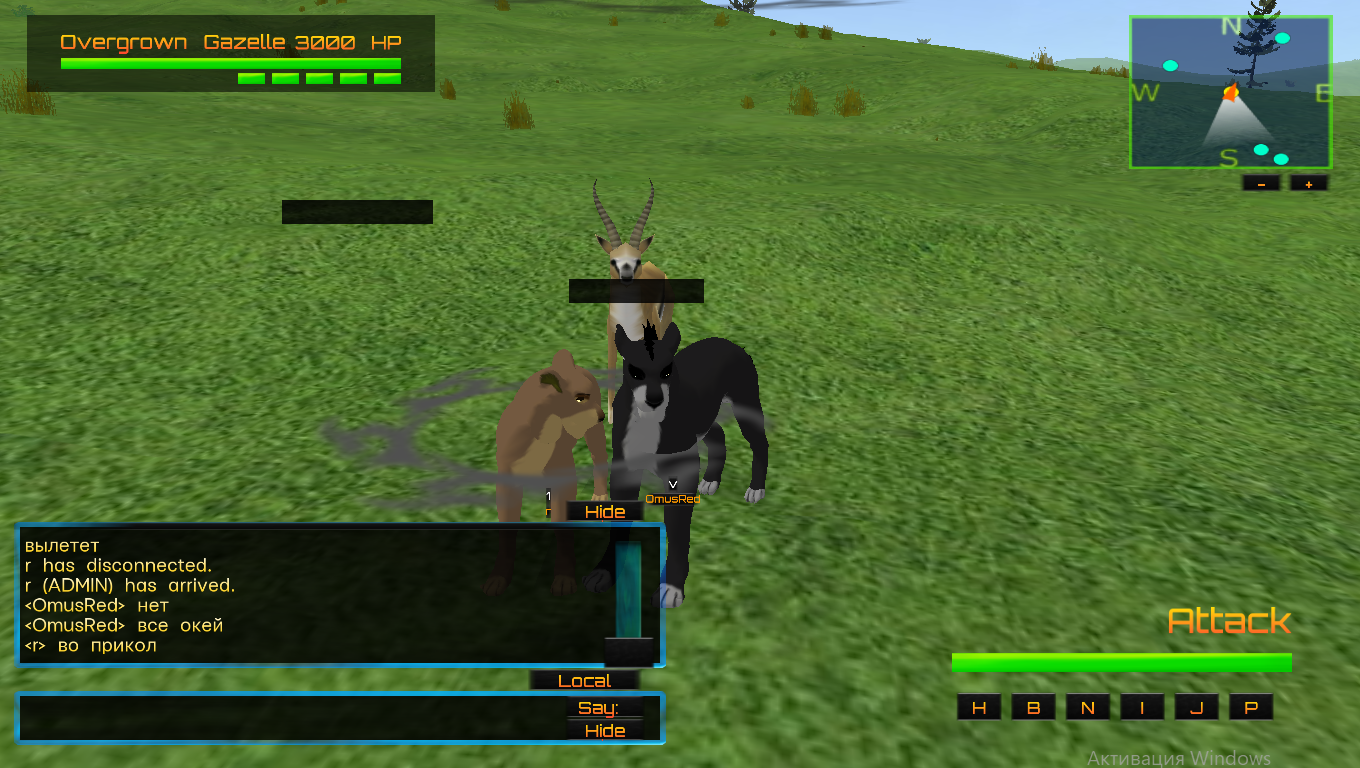 Overgrown Gazelle 3000 HP
N
W E
S
- +
v
OmusRed
1
Hide
вылетет
r has disconnected.
r (ADMIN) has arrived.
<OmusRed> нет
<OmusRed> все окей
<r> во прикол
Local
Say:
Hide
Attack
H B N I J P
Активация Windows